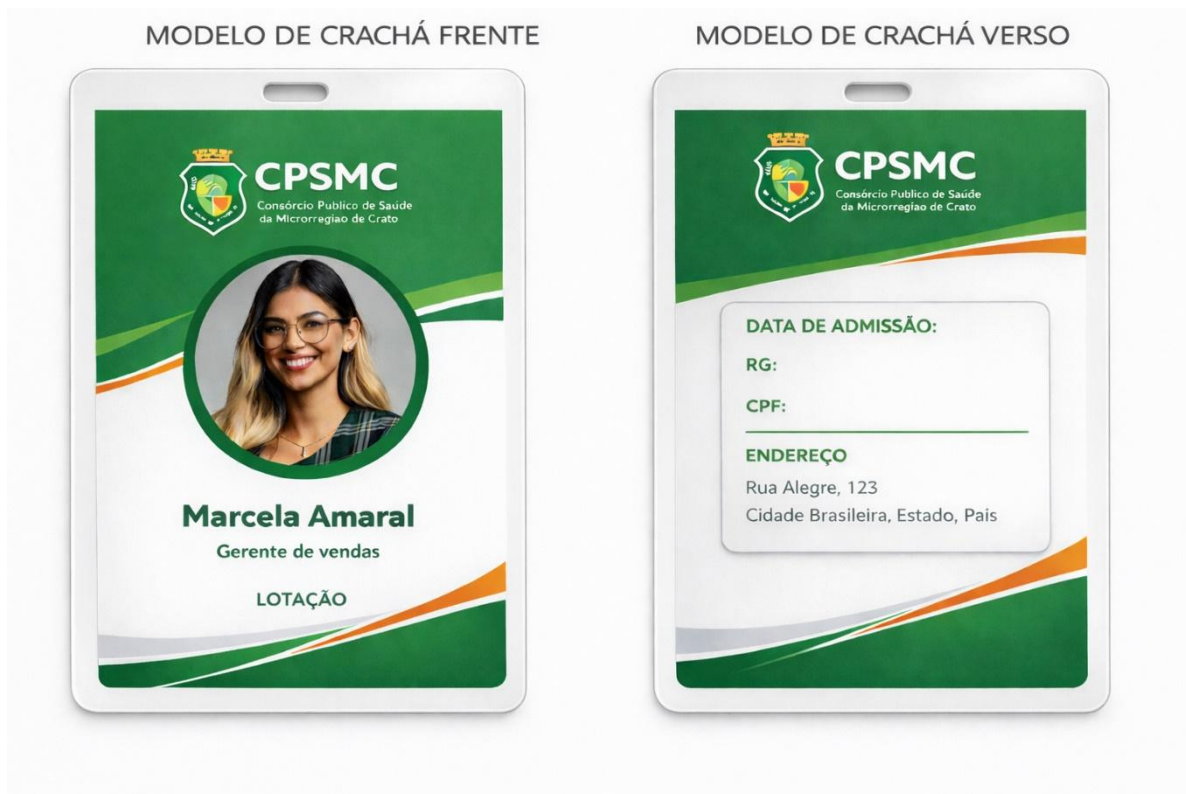 MODELO DE CRACHÁ FRENTE
CPSMC
Consórcio Publico de Saúde
da Microrregiao de Crato
Marcela Amaral
Gerente de vendas
LOTAÇÃO
MODELO DE CRACHÁ VERSO
CPSMC
Consórcio Publico de Saúde
da Microrregiao de Crato
DATA DE ADMISSÃO:
RG:
CPF:
ENDEREÇO
Rua Alegre, 123
Cidade Brasileira, Estado, País